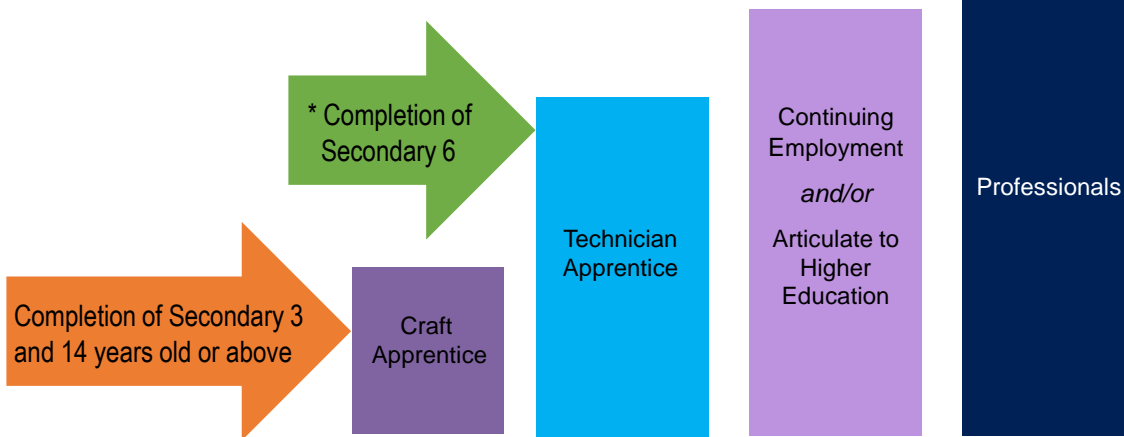 * Completion of
Secondary 6
Completion of Secondary 3
and 14 years old or above
Craft
Apprentice
Technician
Apprentice
Continuing
Employment
and/or
Articulate to
Higher
Education
Professionals